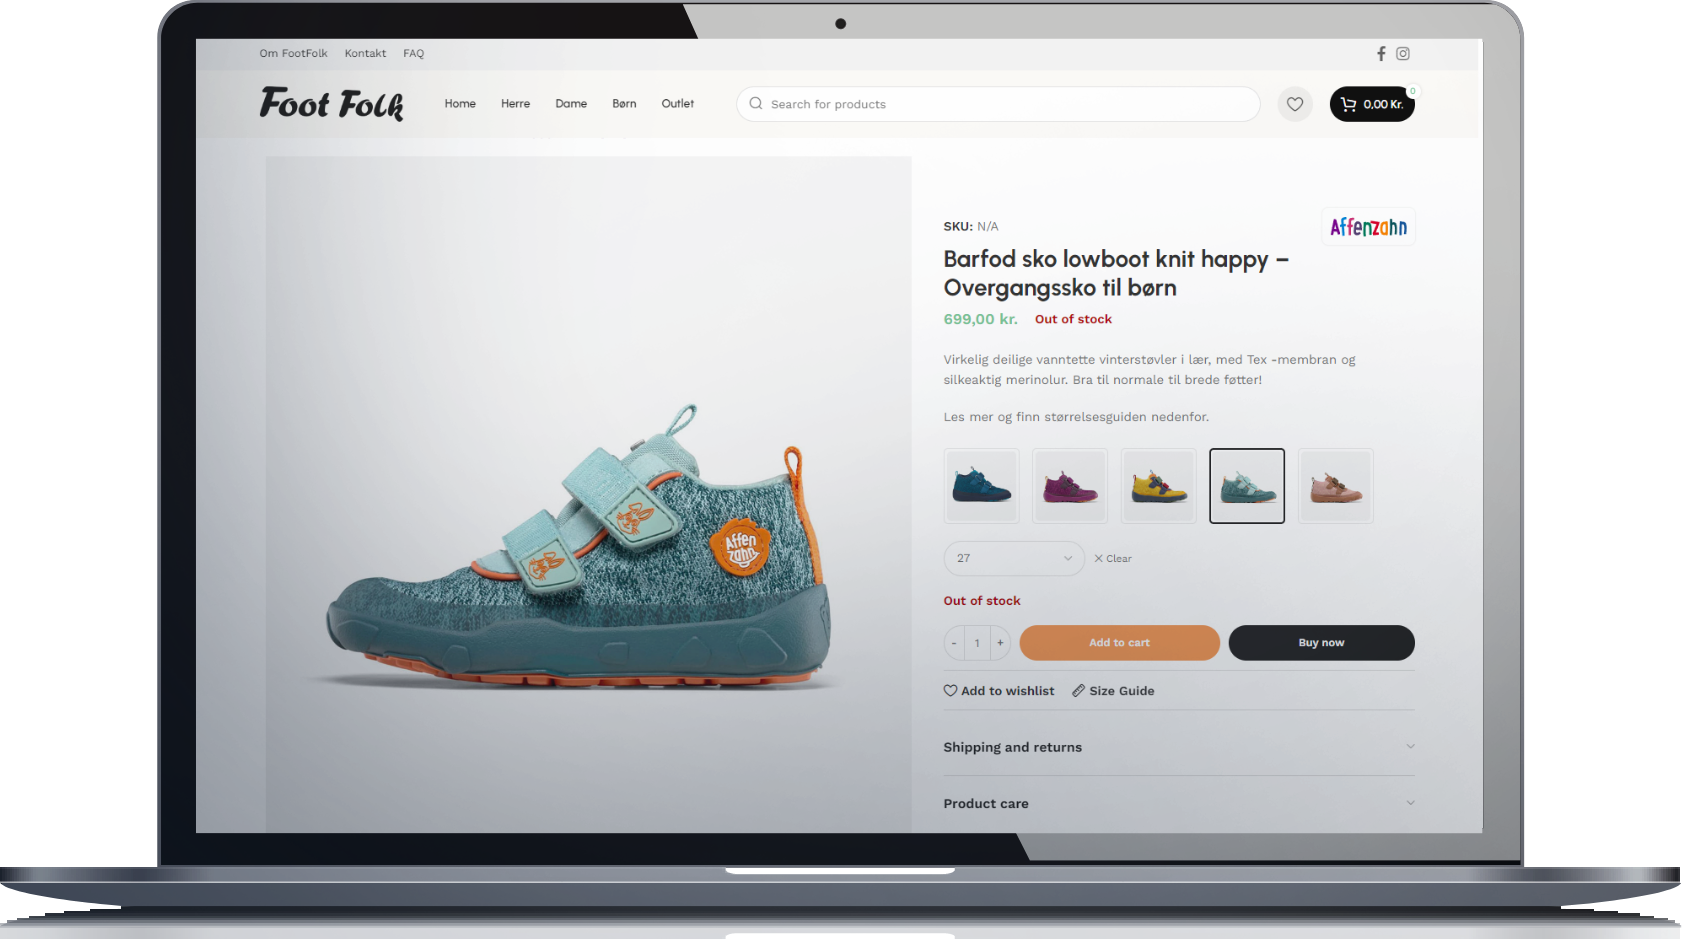 Om FootFolk Kontakt FAQ
Foot Folk
Home Herre Dame Børn Outlet
Search for products
0
0,00 Kr.
SKU: N/A
Affenzahn
Barfod sko lowboot knit happy –
Overgangssko til børn
699,00 kr. Out of stock
Virkelig deilige vanntette vinterstøvler i lær, med Tex -membran og
silkeaktig merinolur. Bra til normale til brede føtter!
Les mer og finn størrelsesguiden nedenfor.
Affen
zahn
27
Clear
Out of stock
- 1 +
Add to cart
Buy now
Add to wishlist Size Guide
Shipping and returns
Product care